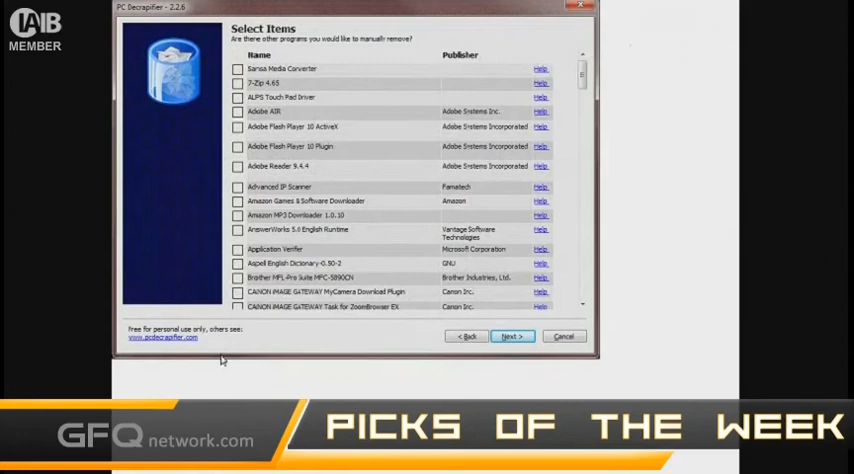 PC Decrapifier - 2.2.6
IAIB
MEMBER
Select Items
Are there other programs you would like to manually remove?
Name Publisher
Sansa Media Converter Help
7-Zip 4.65 Help
ALPS Touch Pad Driver Help
Adobe AIR Adobe Systems Inc. Help
Adobe Flash Player 10 ActiveX Adobe Systems Incorporated Help
Adobe Flash Player 10 Plugin Adobe Systems Incorporated Help
Adobe Reader 9.4.4 Adobe Systems Incorporated Help
Advanced IP Scanner Famatech Help
Amazon Games & Software Downloader Amazon Help
Amazon MP3 Downloader 1.0.10 Help
AnswerWorks 5.0 English Runtime Vantage Software Help
Technologies
Application Verifier Microsoft Corporation Help
Aspell English Dictionary-0.50-2 GNU Help
Brother MFL-Pro Suite MFC-5890CN Brother Industries, Ltd. Help
CANON iMAGE GATEWAY MyCamera Download Plugin Canon Inc. Help
CANON iMAGE GATEWAY Task for ZoomBrowser EX Canon Inc. Help
Free for personal use only, others see:
www.pcdecrapifier.com
< Back Next > Cancel
GFQ network.com
PICKS OF THE WEEK